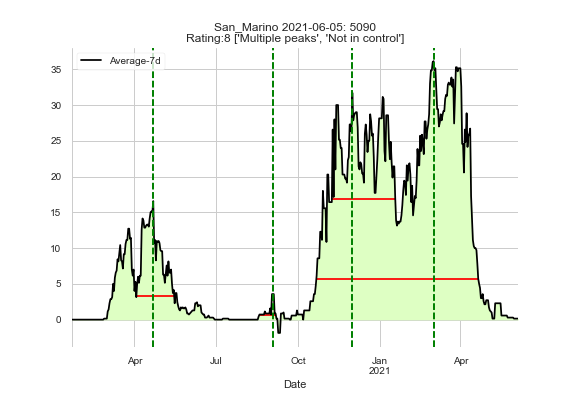 San_Marino 2021-06-05: 5090
Rating:8 ['Multiple peaks', 'Not in control']
Average-7d
35
30
25
20
15
10
5
0
Apr
Jul
Oct
Jan
2021
Apr
Date